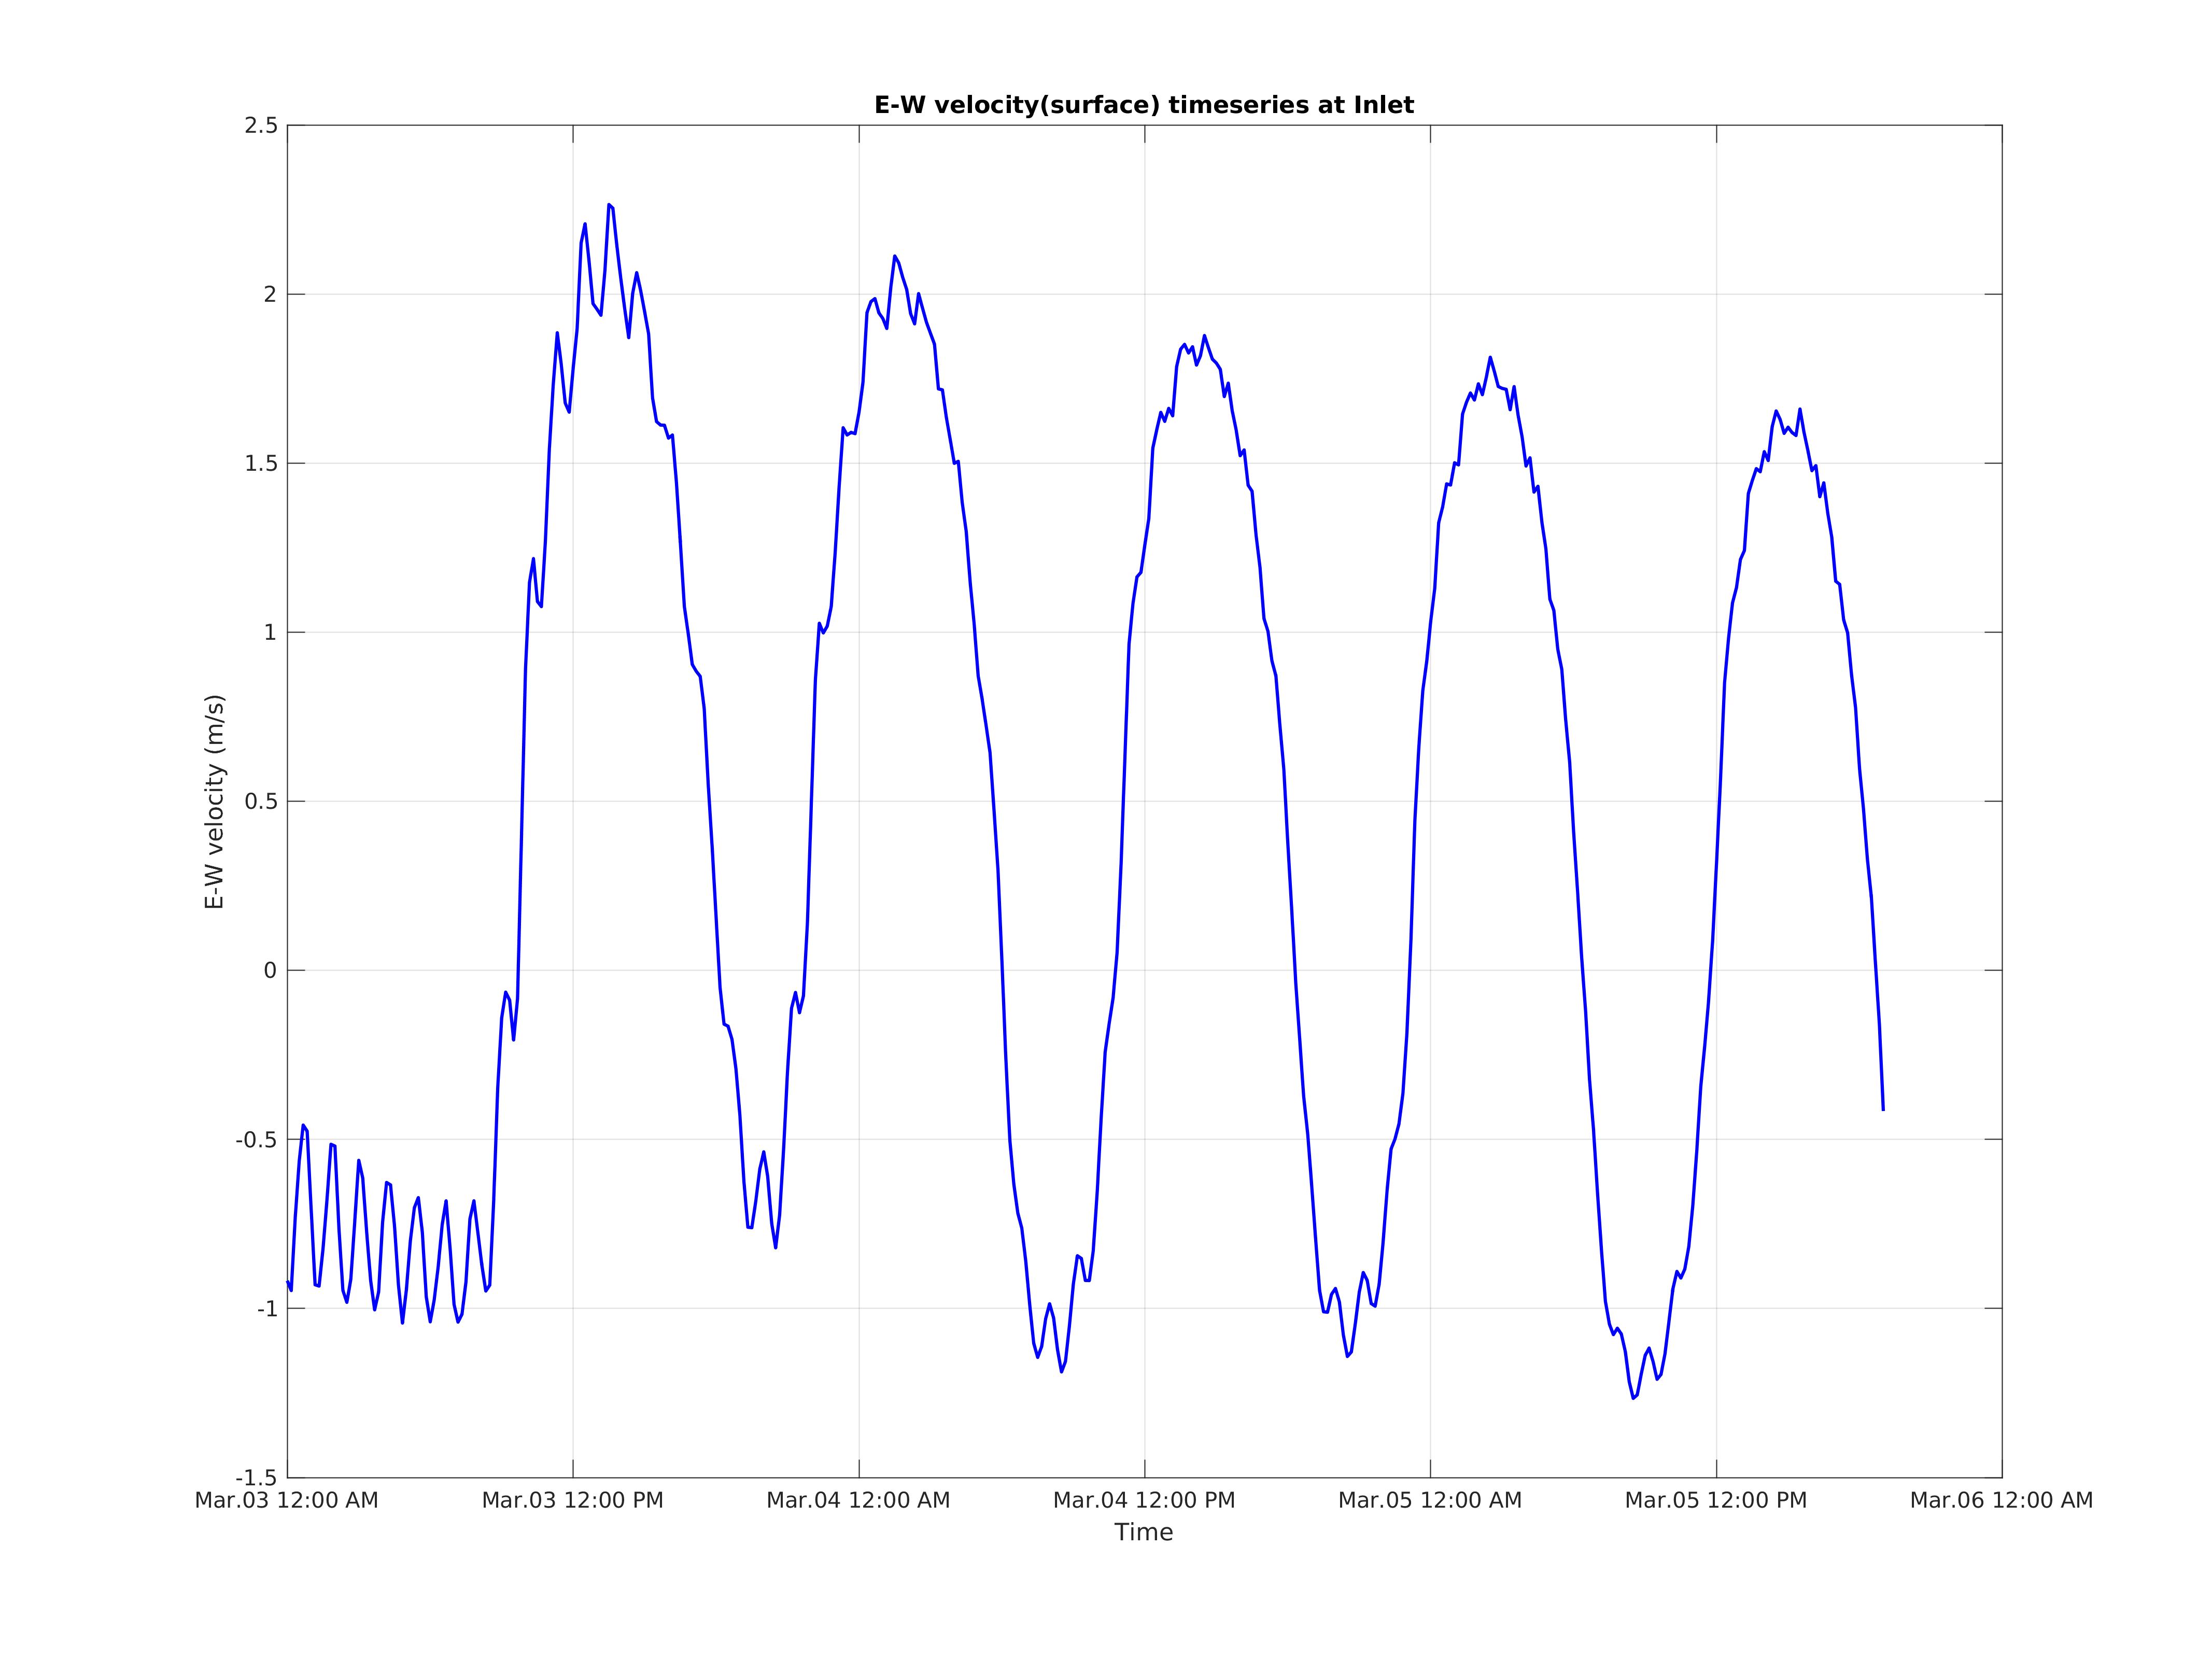 E-W velocity(surface) timeseries at Inlet
2.5
2
1.5
1
0.5
0
-0.5
-1
-1.5
E-W velocity (m/s)
Mar.03 12:00 AM
Mar.03 12:00 PM
Mar.04 12:00 AM
Mar.04 12:00 PM
Mar.05 12:00 AM
Mar.05 12:00 PM
Mar.06 12:00 AM
Time